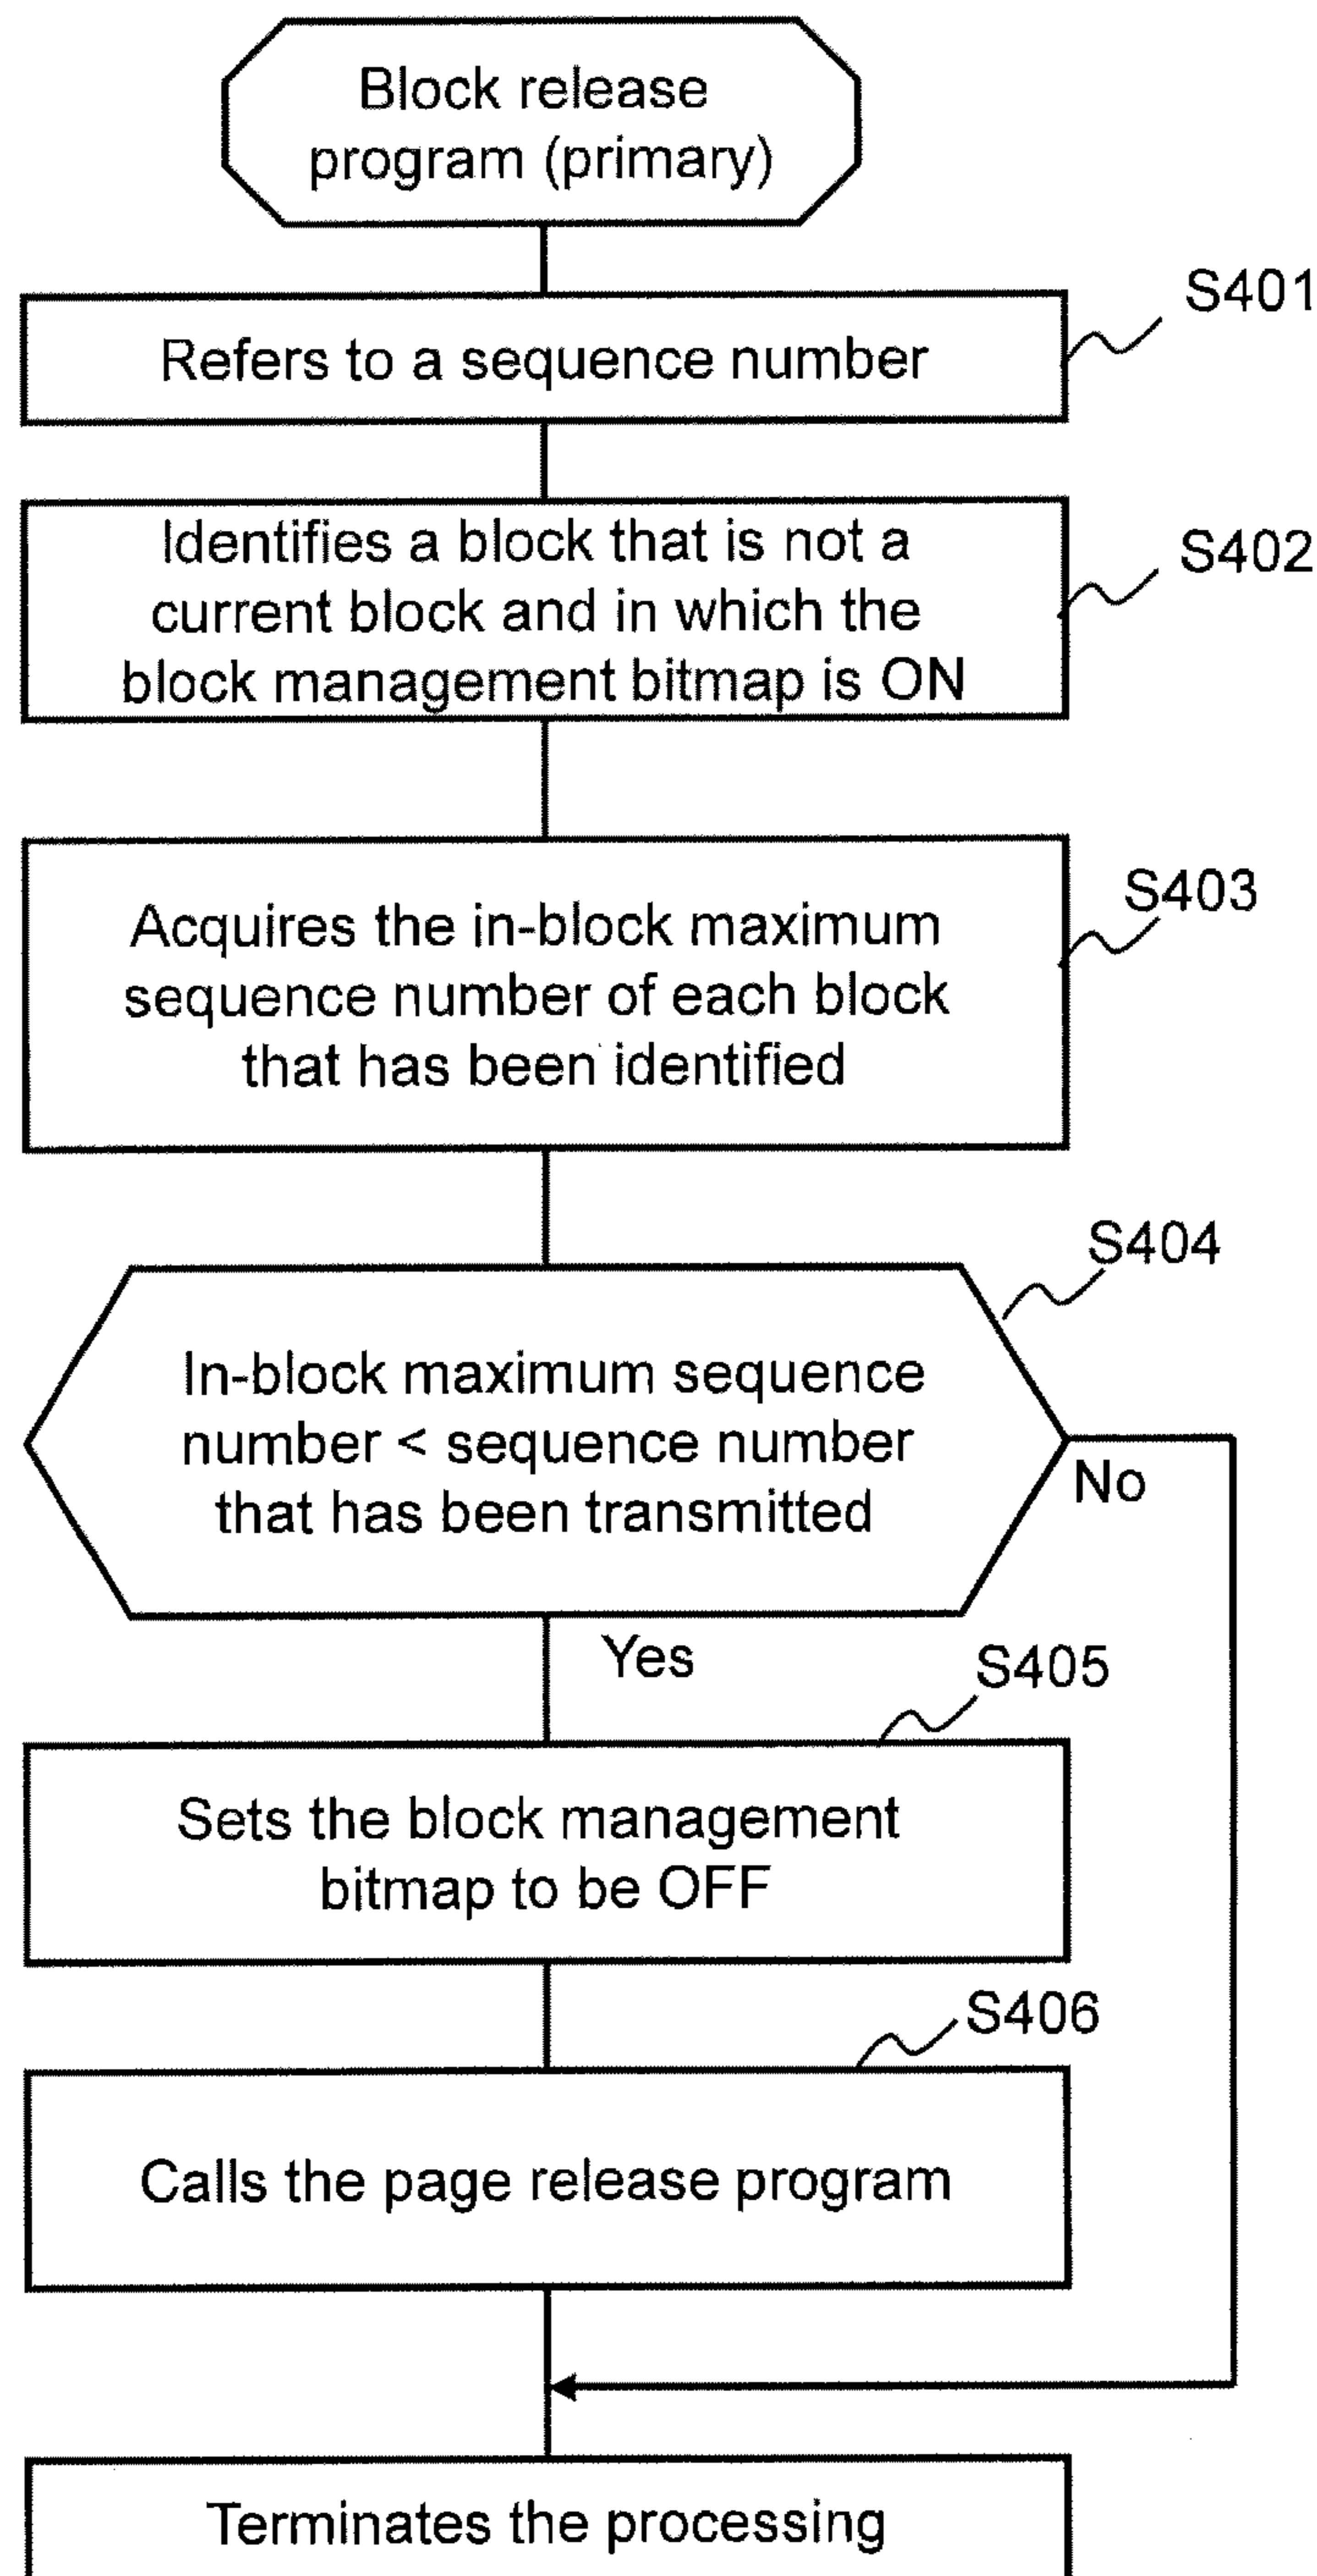 Block release
program (primary)
S401
Refers to a sequence number
Identifies a block that is not a
current block and in which the
block management bitmap is ON
S402
Acquires the in-block maximum
sequence number of each block
that has been identified
S403
S404
In-block maximum sequence
number < sequence number
that has been transmitted
No
Yes
S405
Sets the block management
bitmap to be OFF
S406
Calls the page release program
Terminates the processing